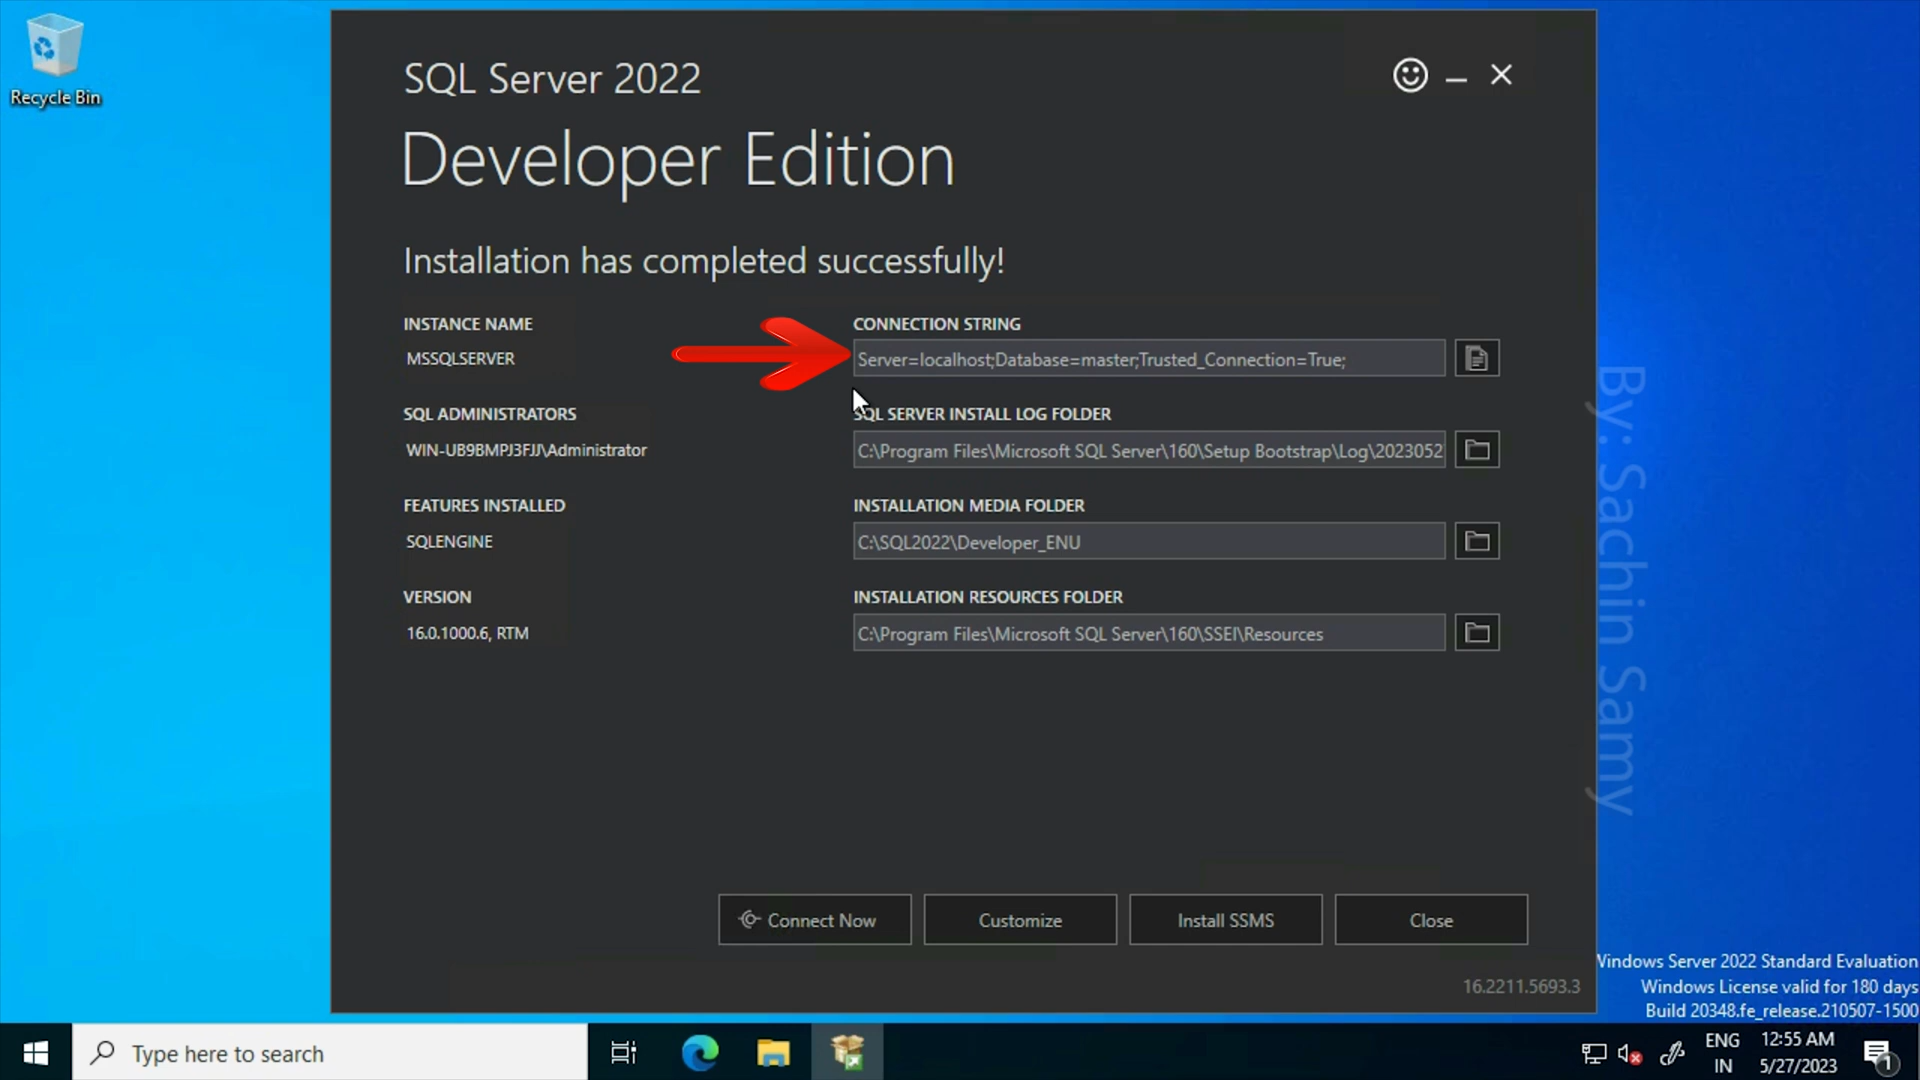 Recycle Bin
SQL Server 2022
Developer Edition
Installation has completed successfully!
INSTANCE NAME
MSSQLSERVER
CONNECTION STRING
Server=localhost;Database=master;Trusted_Connection=True;
SQL ADMINISTRATORS
WIN-UB9BMPJ3FJJ\Administrator
SQL SERVER INSTALL LOG FOLDER
C:\Program Files\Microsoft SQL Server\160\Setup Bootstrap\Log\2023052
FEATURES INSTALLED
SQLENGINE
INSTALLATION MEDIA FOLDER
C:\SQL2022\Developer_ENU
VERSION
16.0.1000.6, RTM
INSTALLATION RESOURCES FOLDER
C:\Program Files\Microsoft SQL Server\160\SSEI\Resources
By: Sachin Samy
Connect Now
Customize
Install SSMS
Close
16.2211.5693.3
Windows Server 2022 Standard Evaluation
Windows License valid for 180 days
Build 20348.fe_release.210507-1500
Type here to search
ENG
IN
12:55 AM
5/27/2023
1